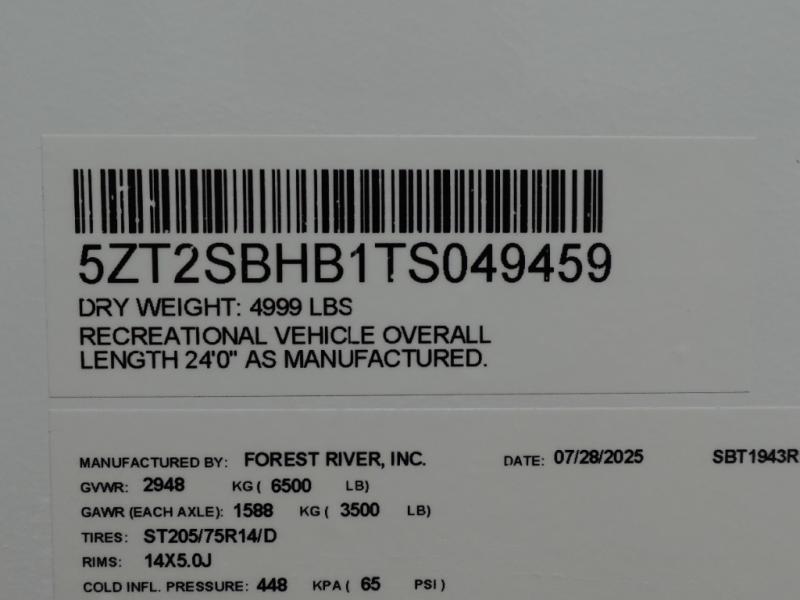 5ZT2SBHB1TS049459
DRY WEIGHT: 4999 LBS
RECREATIONAL VEHICLE OVERALL
LENGTH 24'0" AS MANUFACTURED.
MANUFACTURED BY: FOREST RIVER, INC. DATE: 07/28/2025 SBT1943R
GVWR: 2948 KG ( 6500 LB)
GAWR (EACH AXLE): 1588 KG ( 3500 LB)
TIRES: ST205/75R14/D
RIMS: 14X5.0J
COLD INFL. PRESSURE: 448 KPA ( 65 PSI )